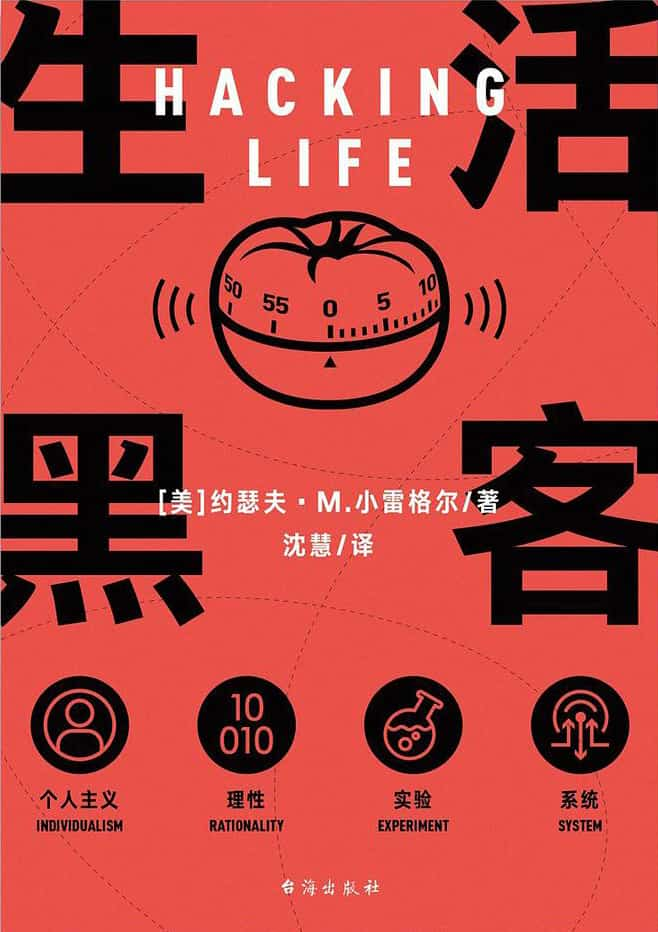 生活
HACKING
LIFE
50 55 0 5 10
黑客
[美]约瑟夫·M.小雷格尔/著
沈慧/译
10
010
个人主义 理性 实验 系统
INDIVIDUALISM RATIONALITY EXPERIMENT SYSTEM
台海出版社